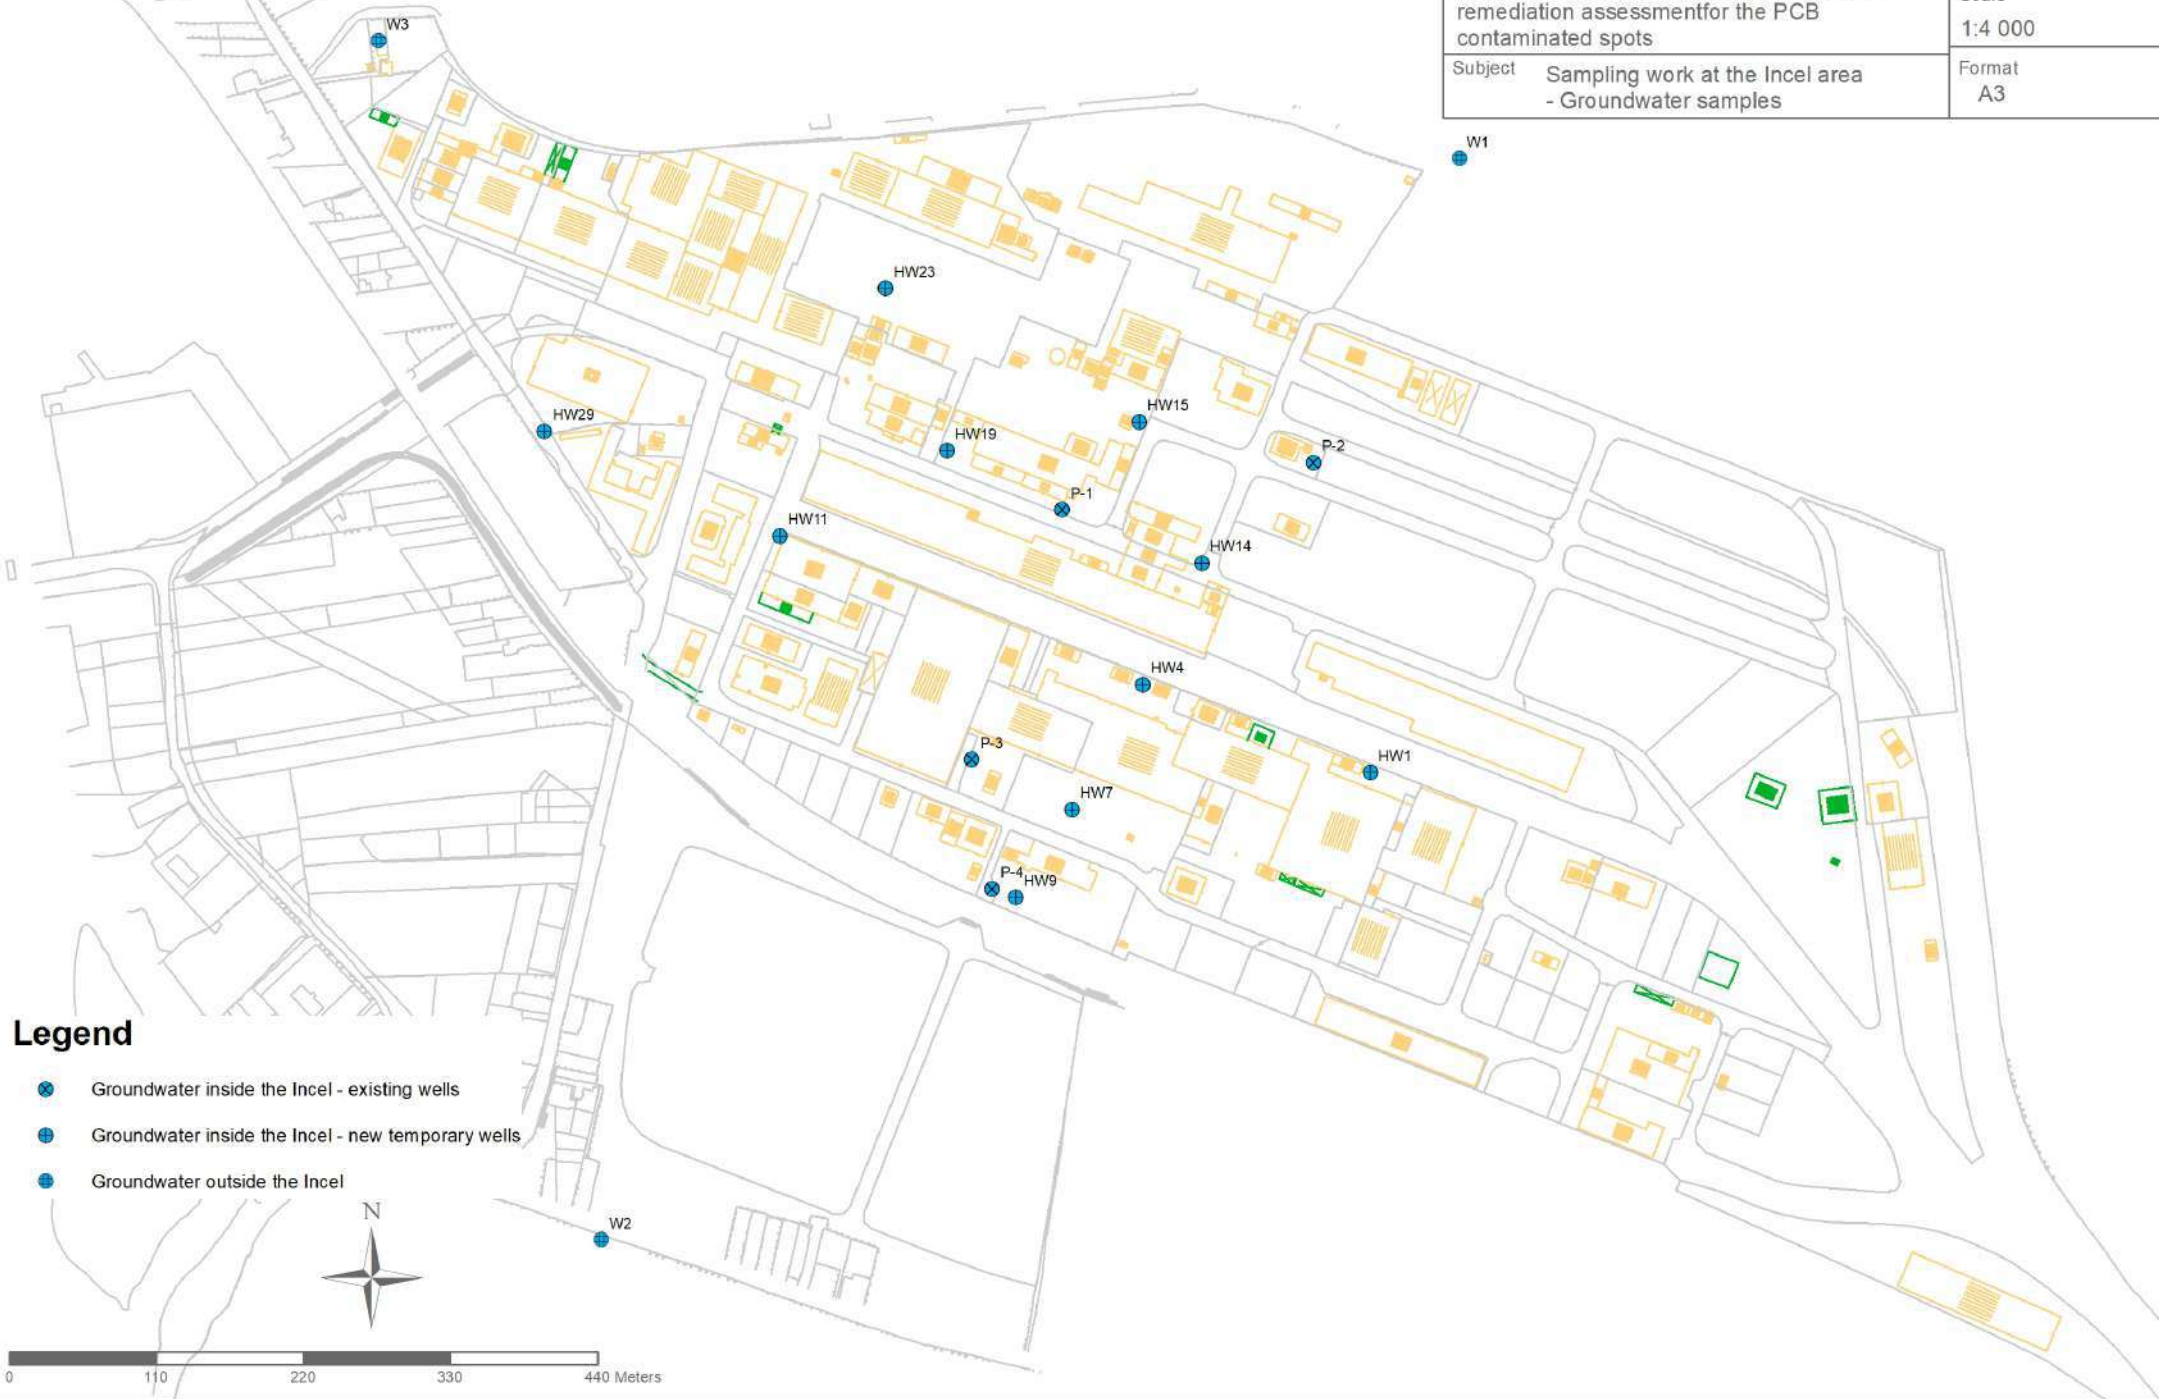 remediation assessmentfor the PCB
contaminated spots
1:4 000
Subject
Sampling work at the Incel area
- Groundwater samples
Format
A3
W3
W1
HW23
HW29
HW15
HW19
P-2
P-1
HW11
HW14
HW4
P-3
HW1
HW7
P-4
HW9
Legend
Groundwater inside the Incel - existing wells
Groundwater inside the Incel - new temporary wells
Groundwater outside the Incel
N
W2
0 110 220 330 440 Meters